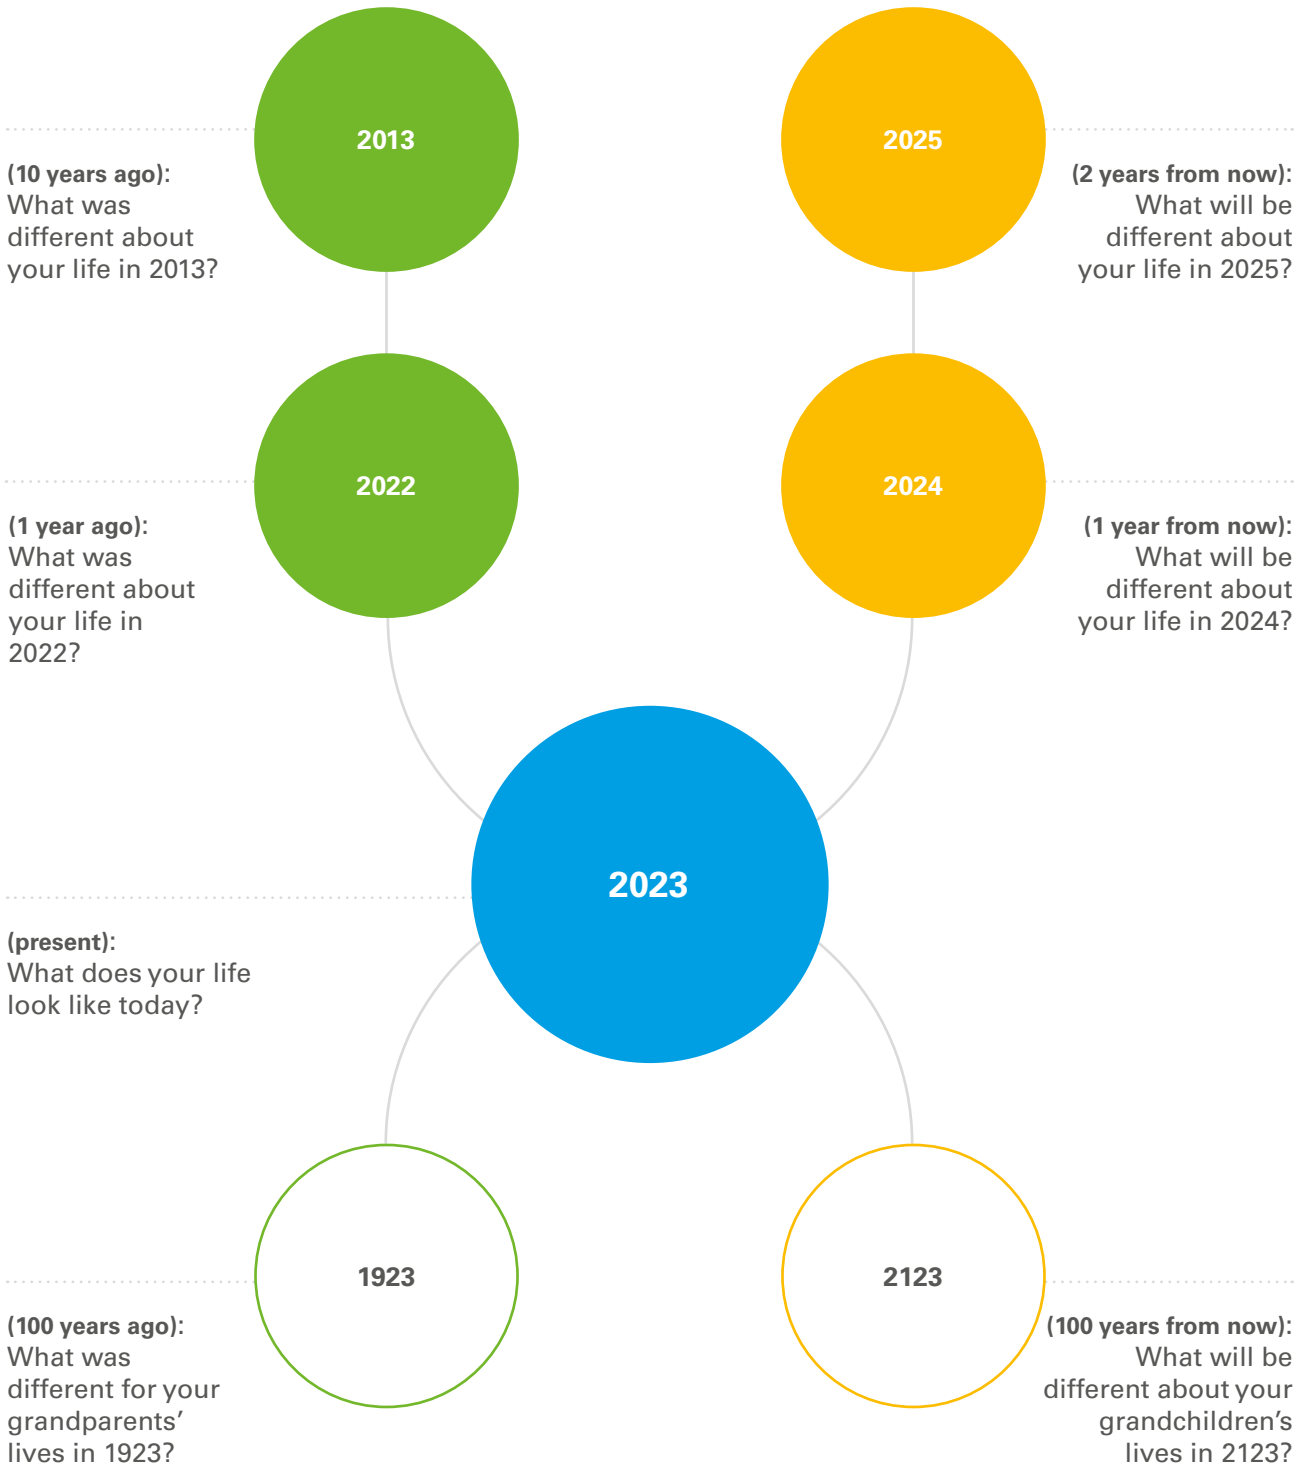 2013
(10 years ago):
What was
different about
your life in 2013?
2025
(2 years from now):
What will be
different about
your life in 2025?
2022
(1 year ago):
What was
different about
your life in
2022?
2024
(1 year from now):
What will be
different about
your life in 2024?
2023
(present):
What does your life
look like today?
1923
(100 years ago):
What was
different for your
grandparents’
lives in 1923?
2123
(100 years from now):
What will be
different about your
grandchildren’s
lives in 2123?